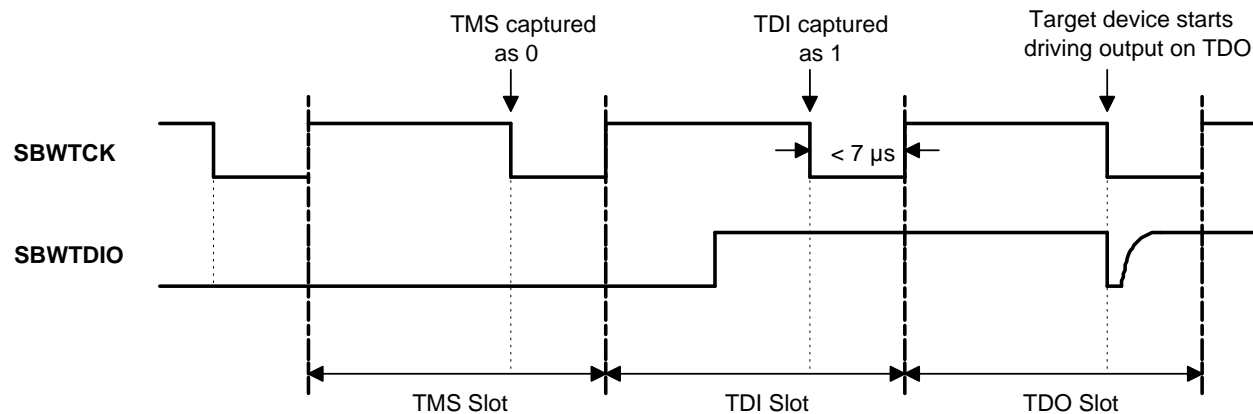 TMS captured
as 0
TDI captured
as 1
Target device starts
driving output on TDO
SBWTCK
< 7 µs
SBWTDIO
TMS Slot
TDI Slot
TDO Slot